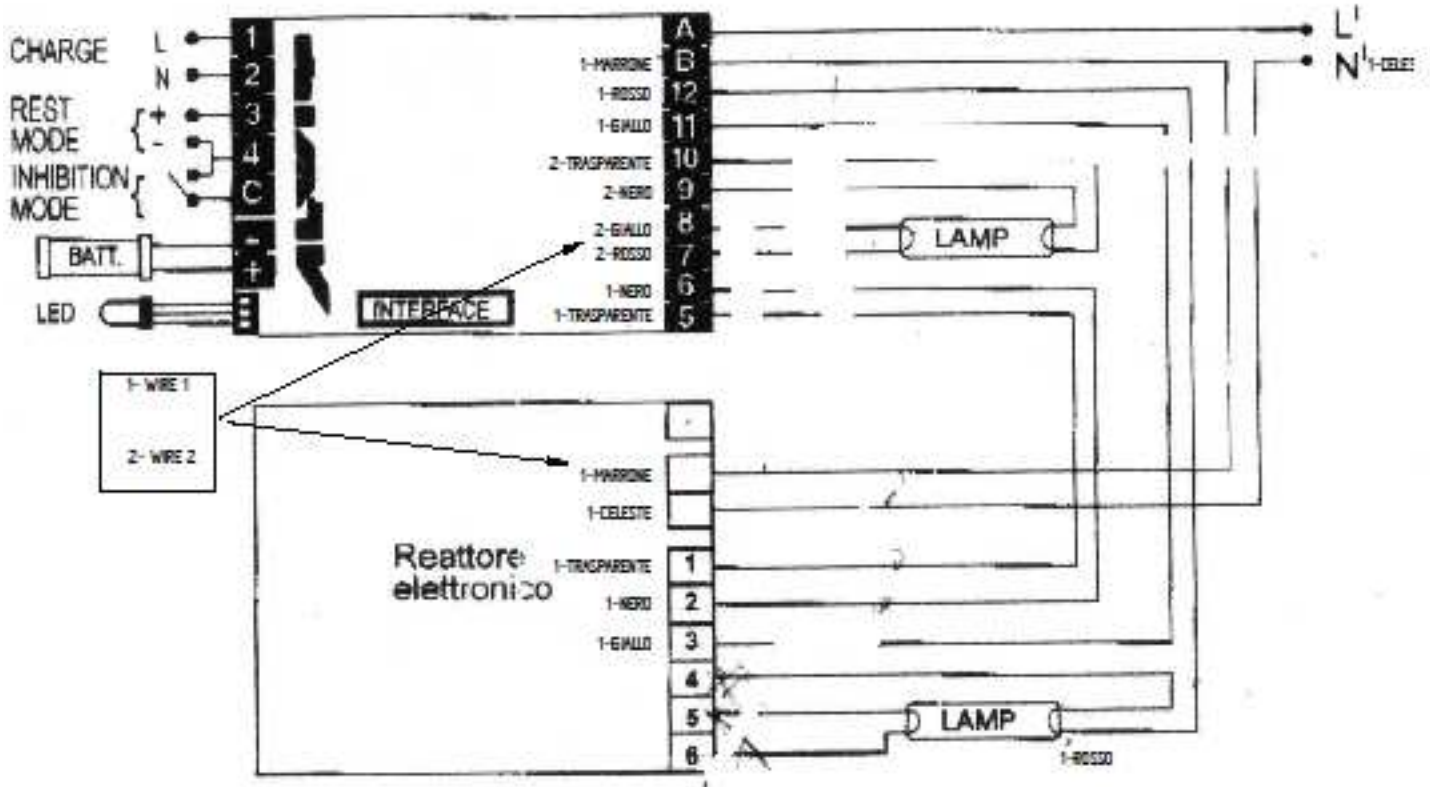 CHARGE
L
N
REST
MODE
+
-
INHIBITION
MODE
BATT.
LED
1
2
3
4
C
-
+
INTERFACE
A
1-MARRONE B
1-ROSSO 12
1-GIALLO 11
2-TRASPARENTE 10
2-NERO 9
2-GIALLO 8
2-ROSSO 7
1-NERO 6
1-TRASPARENTE 5
LAMP
L'
N' 1-CELES
1- WIRE 1
2- WIRE 2
Reattore
elettronico
1-MARRONE
1-CELESTE
1-TRASPARENTE 1
1-NERO 2
1-GIALLO 3
4
5
6
LAMP
1-ROSSO